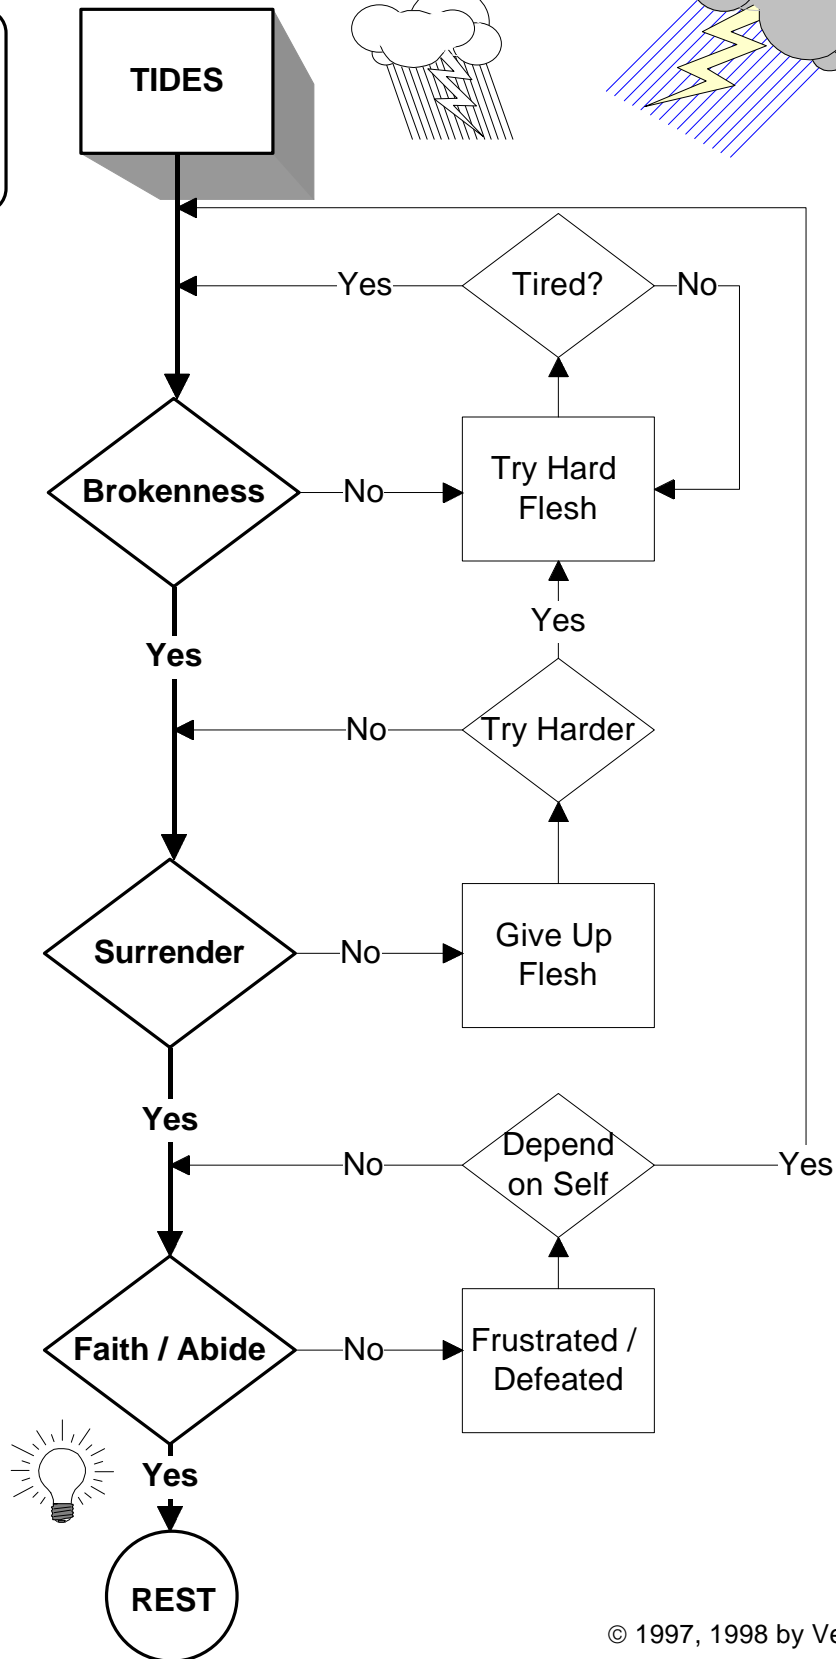 TIDES
Yes
Tired?
No
Brokenness
No
Try Hard
Flesh
Yes
Yes
No
Try Harder
Surrender
No
Give Up
Flesh
Yes
No
Depend
on Self
Yes
Faith / Abide
No
Frustrated /
Defeated
Yes
REST
© 1997, 1998 by Ve